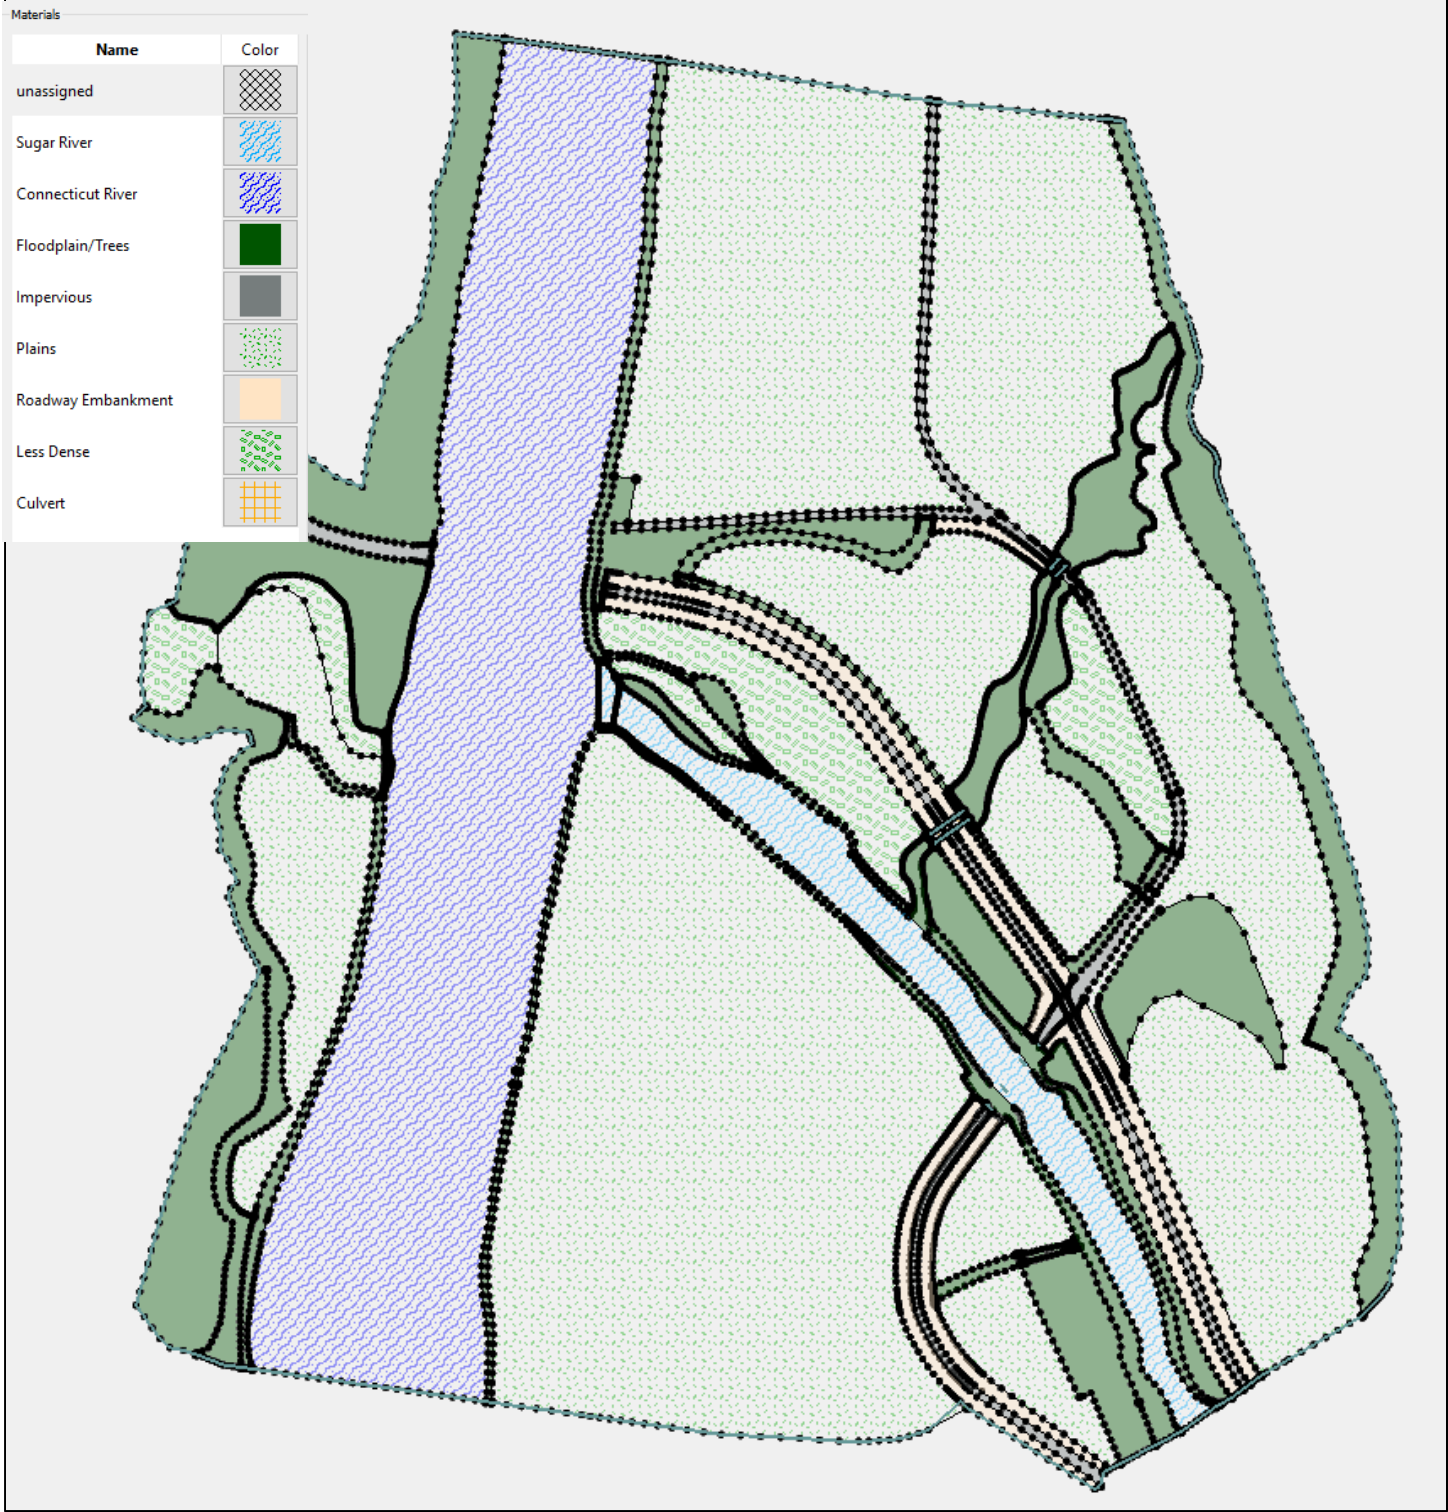 Materials
Name Color
unassigned
Sugar River
Connecticut River
Floodplain/Trees
Impervious
Plains
Roadway Embankment
Less Dense
Culvert